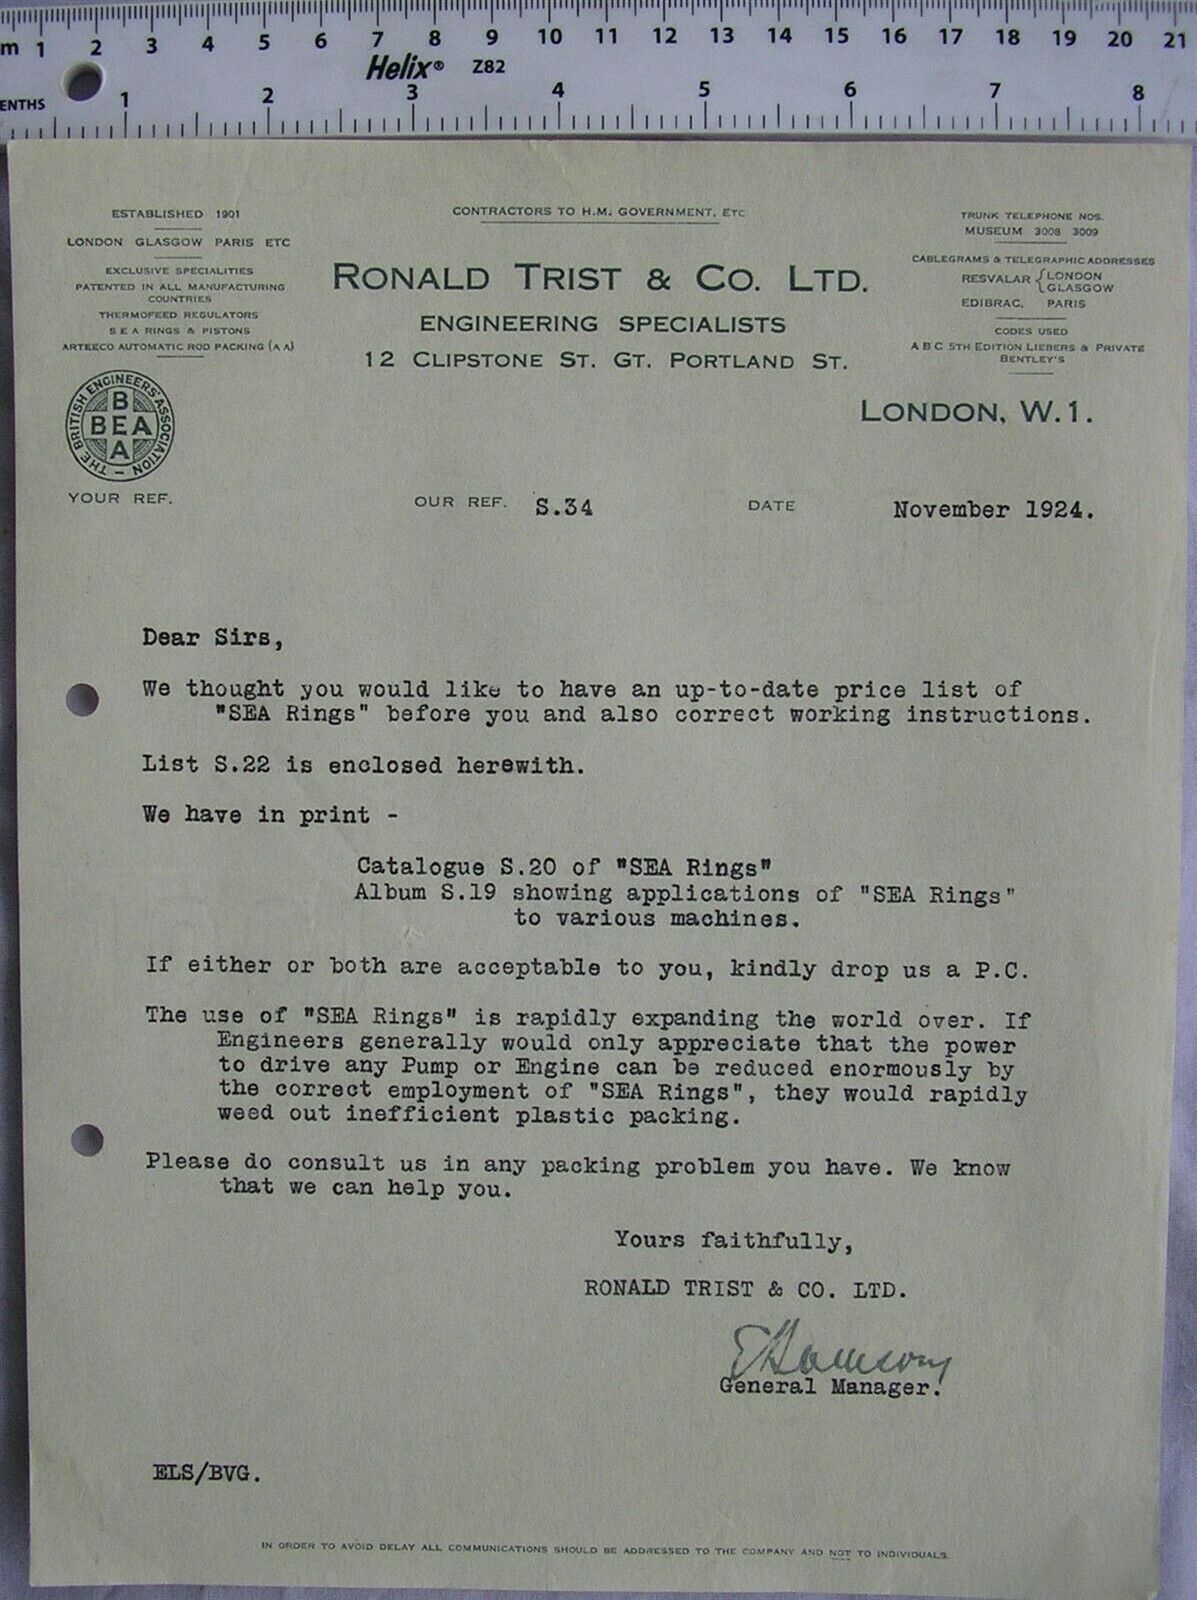 m 1 2 3 4 5 6 7 8 9 10 11 12 13 14 15 16 17 18 19 20 21
Helix® Z82
ENTHS 1 2 3 4 5 6 7 8
ESTABLISHED 1901
LONDON GLASGOW PARIS ETC
EXCLUSIVE SPECIALITIES
PATENTED IN ALL MANUFACTURING
COUNTRIES
THERMOFEED REGULATORS
SEA RINGS & PISTONS
ARTEECO AUTOMATIC ROD PACKING (A A)
THE BRITISH ENGINEERS' ASSOCIATION
B
BEA
A
CONTRACTORS TO H.M. GOVERNMENT, ETC
RONALD TRIST & CO. LTD.
ENGINEERING SPECIALISTS
12 CLIPSTONE ST. GT. PORTLAND ST.
LONDON, W.1.
TRUNK TELEPHONE NOS.
MUSEUM 3008 3009
CABLEGRAMS & TELEGRAPHIC ADDRESSES
RESVALAR { LONDON
GLASGOW
EDIBRAC, PARIS
CODES USED
A B C 5TH EDITION LIEBERS & PRIVATE
BENTLEY'S
YOUR REF.
OUR REF. S.34
DATE November 1924.
Dear Sirs,
We thought you would like to have an up-to-date price list of
"SEA Rings" before you and also correct working instructions.
List S.22 is enclosed herewith.
We have in print -
Catalogue S.20 of "SEA Rings"
Album S.19 showing applications of "SEA Rings"
to various machines.
If either or both are acceptable to you, kindly drop us a P.C.
The use of "SEA Rings" is rapidly expanding the world over. If
Engineers generally would only appreciate that the power
to drive any Pump or Engine can be reduced enormously by
the correct employment of "SEA Rings", they would rapidly
weed out inefficient plastic packing.
Please do consult us in any packing problem you have. We know
that we can help you.
Yours faithfully,
RONALD TRIST & CO. LTD.
General Manager.
ELS/BVG.
IN ORDER TO AVOID DELAY ALL COMMUNICATIONS SHOULD BE ADDRESSED TO THE COMPANY AND NOT TO INDIVIDUALS.